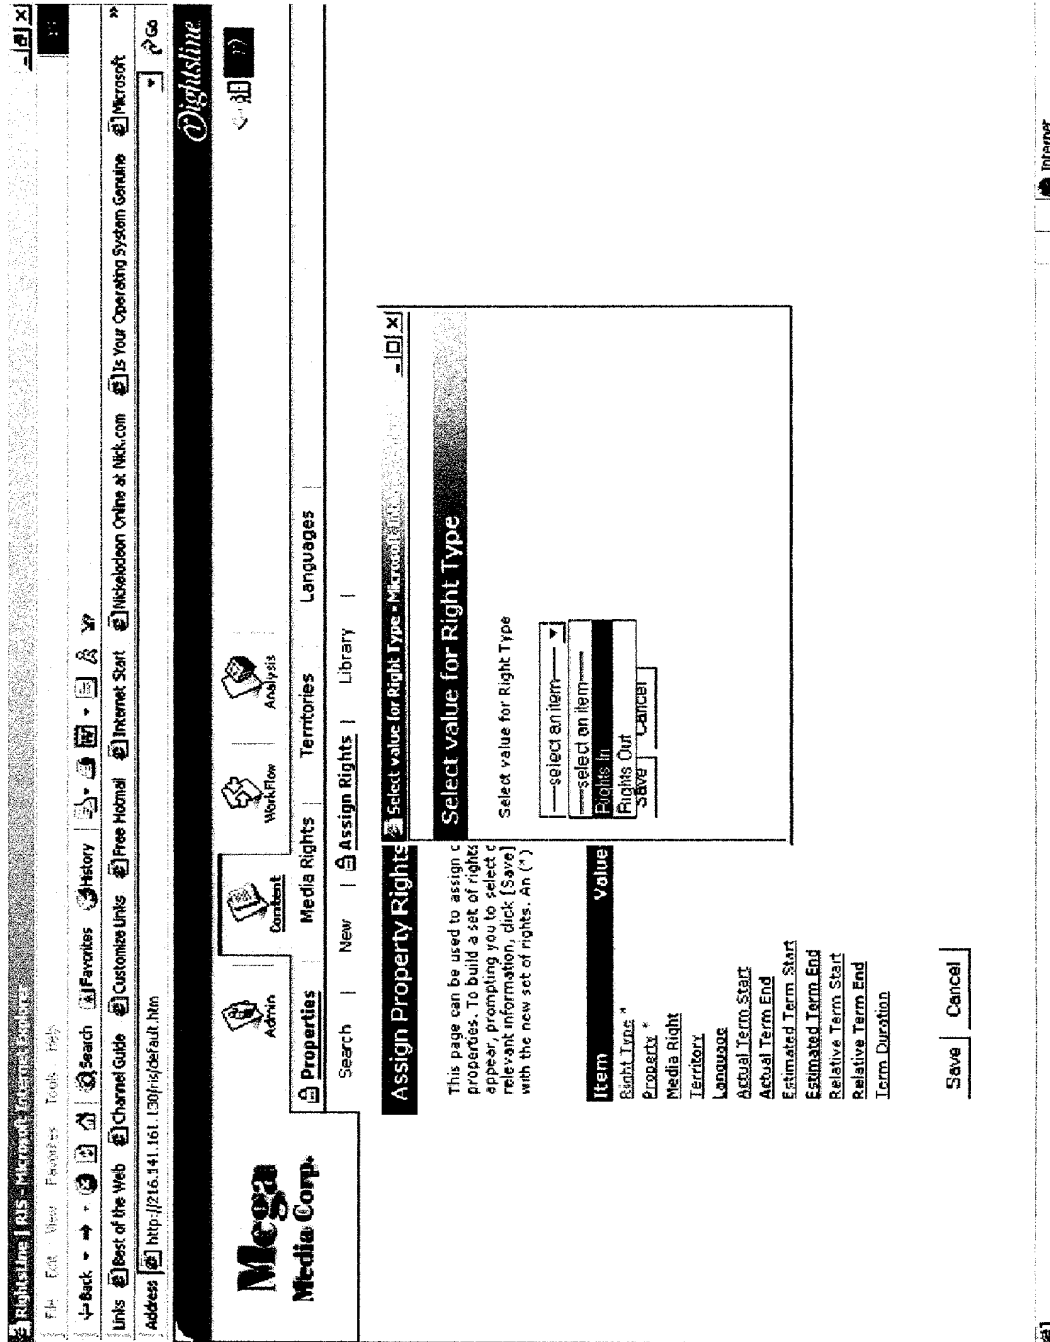 Rightsline | RIS - Microsoft Internet Explorer
File Edit View Favorites Tools Help
Back Search Favorites History
Links Best of the Web Channel Guide Customize Links Free Hotmail Internet Start Nickelodeon Online at Nick.com Is Your Operating System Genuine Microsoft »
Address http://216.141.161.130/ris/default.htm Go
Rightsline
Mega
Media Corp.
Admin Content WorkFlow Analysis
Properties Media Rights Territories Languages
Search | New | Assign Rights | Library |
Assign Property Rights
This page can be used to assign
properties. To build a set of rights
appear, prompting you to select
relevant information, click [Save]
with the new set of rights. An (*)
Item Value
Right Type *
Property *
Media Right
Territory
Language
Actual Term Start
Actual Term End
Estimated Term Start
Estimated Term End
Relative Term Start
Relative Term End
Term Duration
Save Cancel
Select value for Right Type - Microsoft
Select value for Right Type
Select value for Right Type
-----select an item-----
-----select an item-----
Rights In
Rights Out
Save Cancel
Internet